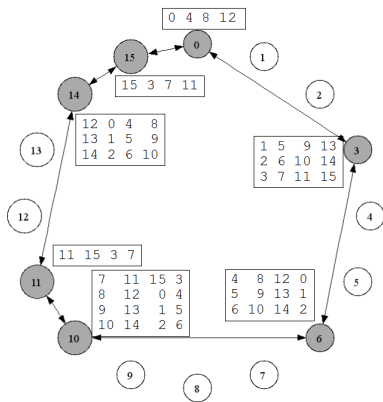 0 4 8 12
15
0
1
14
15 3 7 11
2
12 0 4 8
13 1 5 9
14 2 6 10
13
1 5 9 13
2 6 10 14
3 7 11 15
3
12
4
11 15 3 7
11
7 11 15 3
8 12 0 4
9 13 1 5
10 14 2 6
4 8 12 0
5 9 13 1
6 10 14 2
5
10
6
9
8
7